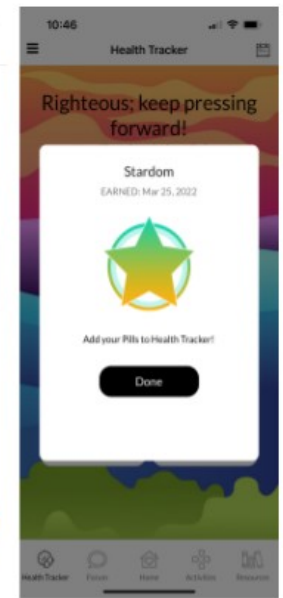 10:46
Health Tracker
Righteous; keep pressing
forward!
Stardom
EARNED: Mar 25, 2022
Add your Pills to Health Tracker!
Done
Health Tracker Forum Home Activities Resources